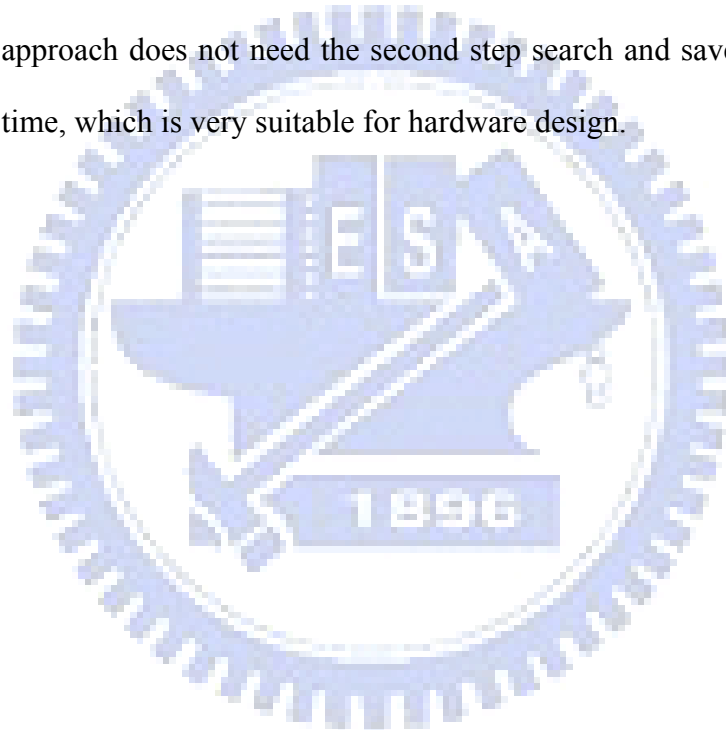 approach does not need the second step search and save
time, which is very suitable for hardware design.
E S A
1896